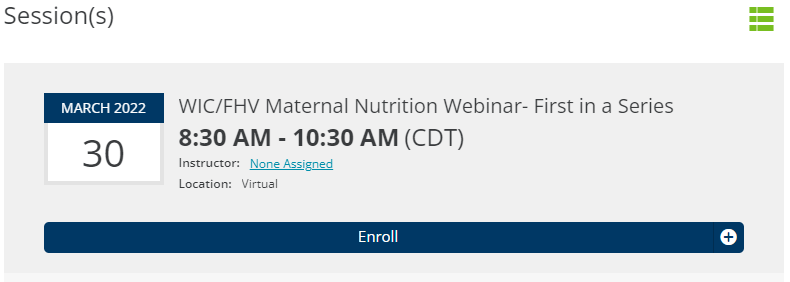 Session(s)
MARCH 2022
30
WIC/FHV Maternal Nutrition Webinar- First in a Series
8:30 AM - 10:30 AM (CDT)
Instructor: None Assigned
Location: Virtual
Enroll